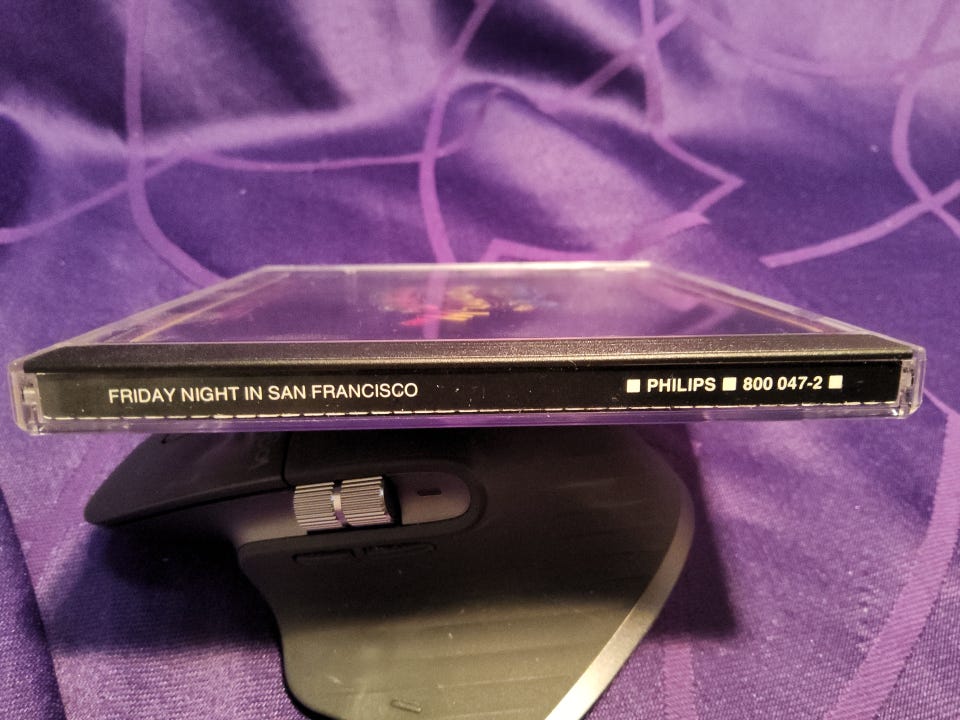 FRIDAY NIGHT IN SAN FRANCISCO
■ PHILIPS ■ 800 047-2 ■